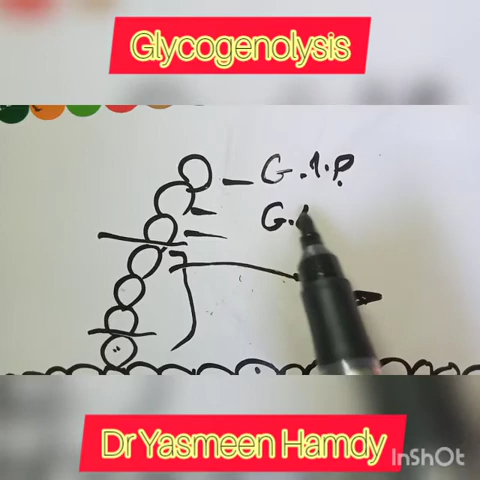 Glycogenolysis
G.1.P.
G.
Dr Yasmeen Hamdy
InShOt